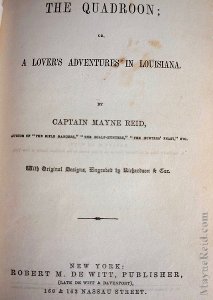 THE QUADROON;
OR,
A LOVER'S ADVENTURES IN LOUISIANA.
BY
CAPTAIN MAYNE REID,
AUTHOR OF "THE RIFLE RANGERS," "THE SCALP-HUNTERS," "THE HUNTERS' FEAST," ETC.
With Original Designs, Engraved by Richardson & Cox.
NEW YORK:
ROBERT M. DE WITT, PUBLISHER,
(LATE DE WITT & DAVENPORT),
160 & 162 NASSAU STREET.
MayneReid.com